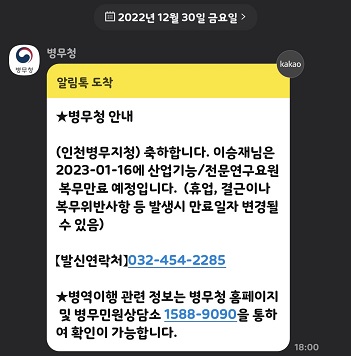 2022년 12월 30일 금요일 >
병무청
병무청
알림톡 도착
kakao
★병무청 안내
(인천병무지청) 축하합니다. 이승재님은
2023-01-16에 산업기능/전문연구요원
복무만료 예정입니다. (휴업, 결근이나
복무위반사항 등 발생시 만료일자 변경될
수 있음)
【발신연락처】032-454-2285
★병역이행 관련 정보는 병무청 홈페이지
및 병무민원상담소 1588-9090을 통하
여 확인이 가능합니다.
18:00